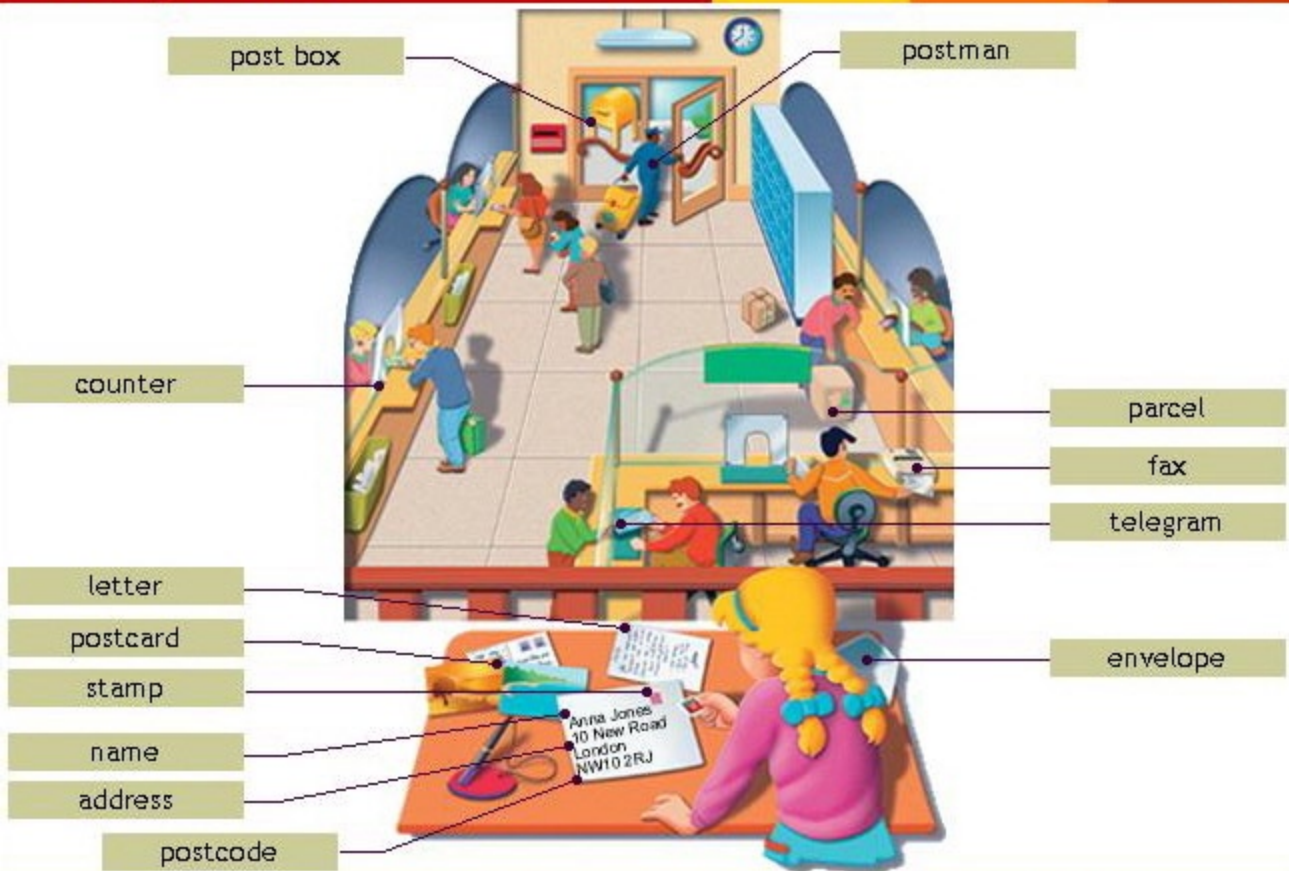 post box
postman
counter
parcel
fax
telegram
letter
postcard
stamp
envelope
name
address
postcode
Anna Jones
10 New Road
London
NW10 2RJ